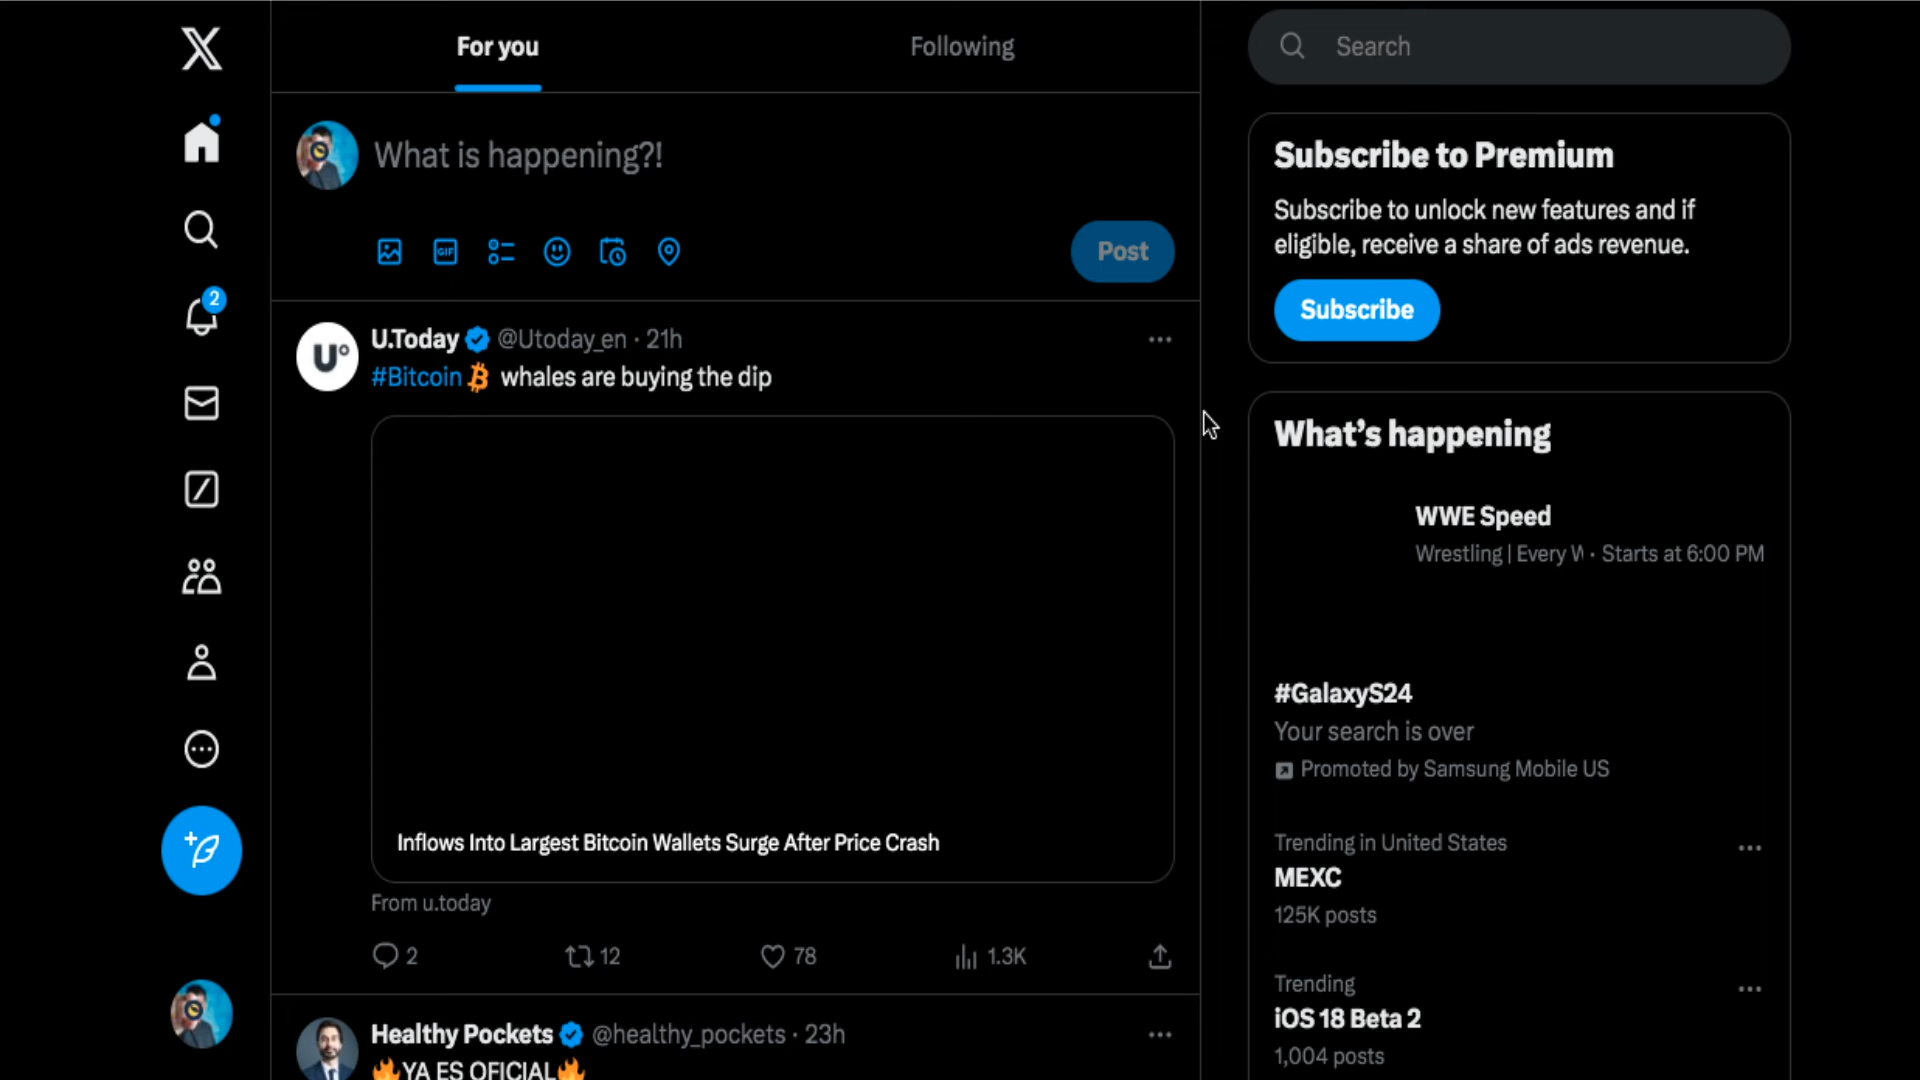 For you
Following
Search
What is happening?!
GIF
Post
Subscribe to Premium
Subscribe to unlock new features and if
eligible, receive a share of ads revenue.
Subscribe
2
U.Today @Utoday_en · 21h
#Bitcoin whales are buying the dip
U
Inflows Into Largest Bitcoin Wallets Surge After Price Crash
From u.today
2
12
78
1.3K
Healthy Pockets @healthy_pockets · 23h
🔥YA ES OFICIAL🔥
What's happening
WWE Speed
Wrestling | Every W · Starts at 6:00 PM
#GalaxyS24
Your search is over
Promoted by Samsung Mobile US
Trending in United States
MEXC
125K posts
Trending
iOS 18 Beta 2
1,004 posts